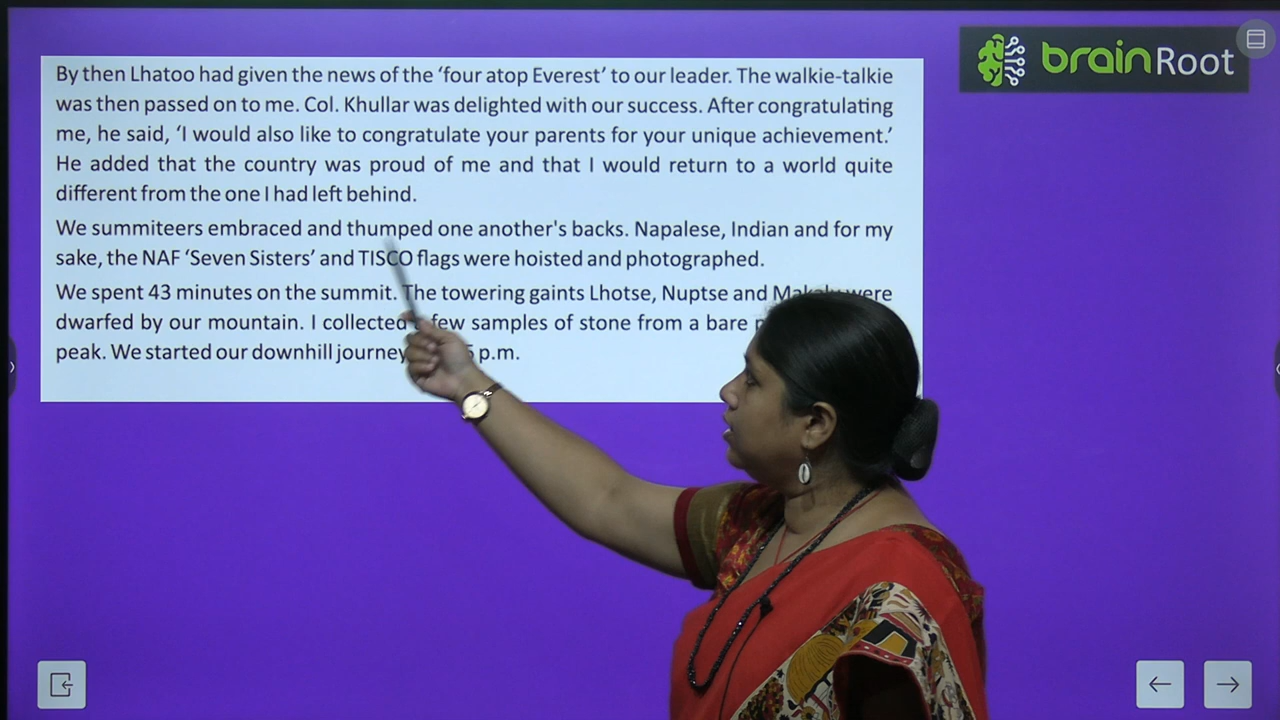 brainRoot
By then Lhatoo had given the news of the ‘four atop Everest’ to our leader. The walkie-talkie
was then passed on to me. Col. Khullar was delighted with our success. After congratulating
me, he said, ‘I would also like to congratulate your parents for your unique achievement.’
He added that the country was proud of me and that I would return to a world quite
different from the one I had left behind.
We summiteers embraced and thumped one another's backs. Napalese, Indian and for my
sake, the NAF ‘Seven Sisters’ and TISCO flags were hoisted and photographed.
We spent 43 minutes on the summit. The towering gaints Lhotse, Nuptse and were
dwarfed by our mountain. I collected few samples of stone from a bare
peak. We started our downhill journey p.m.